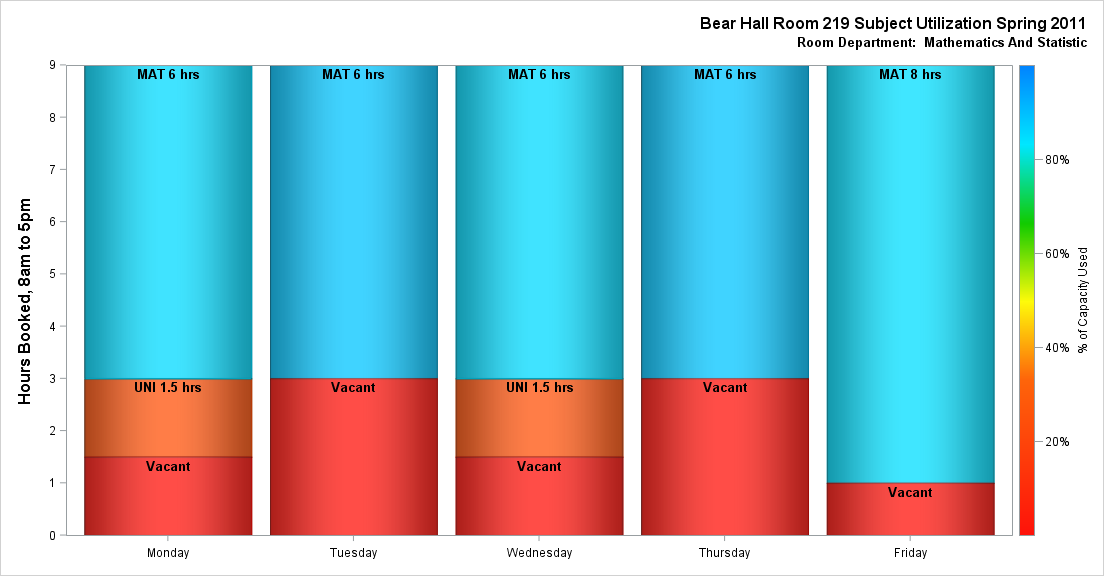 Bear Hall Room 219 Subject Utilization Spring 2011
Room Department:  Mathematics And Statistic
Hours Booked, 8am to 5pm
9
8
7
6
5
4
3
2
1
0
MAT 6 hrs
UNI 1.5 hrs
Vacant
MAT 6 hrs
Vacant
MAT 6 hrs
UNI 1.5 hrs
Vacant
MAT 6 hrs
Vacant
MAT 8 hrs
Vacant
Monday
Tuesday
Wednesday
Thursday
Friday
80%
60%
40%
20%
% of Capacity Used